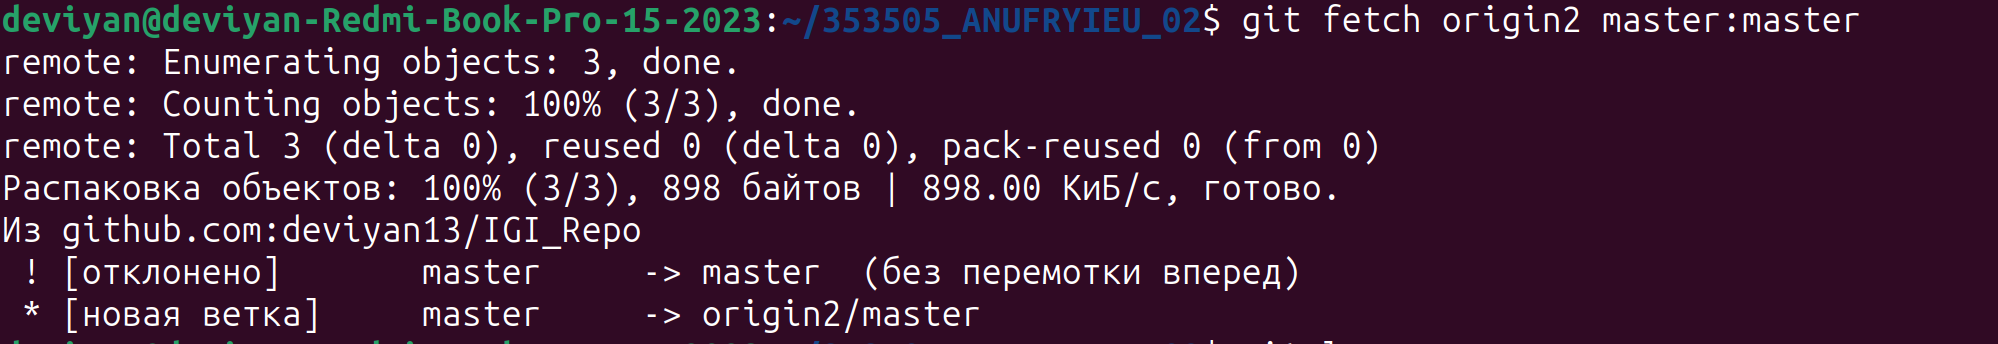 deviyan@deviyan-Redmi-Book-Pro-15-2023:~/353505_ANUFRYIEU_02$ git fetch origin2 master:master
remote: Enumerating objects: 3, done.
remote: Counting objects: 100% (3/3), done.
remote: Total 3 (delta 0), reused 0 (delta 0), pack-reused 0 (from 0)
Распаковка объектов: 100% (3/3), 898 байтов | 898.00 КиБ/с, готово.
Из github.com:deviyan13/IGI_Repo
 ! [отклонено]       master     -> master  (без перемотки вперед)
 * [новая ветка]     master     -> origin2/master